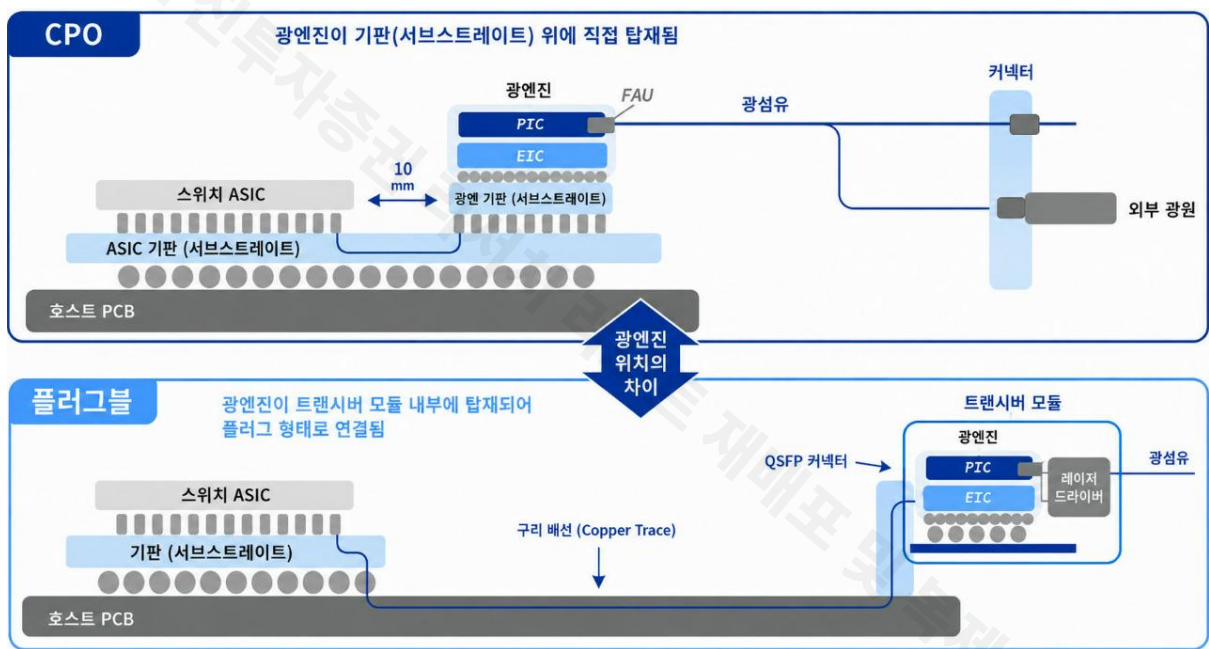 CPO
광엔진이 기판(서브스트레이트) 위에 직접 탑재됨
커넥터
광엔진
FAU
광섬유
PIC
EIC
10
mm
스위치 ASIC
광엔 기판 (서브스트레이트)
외부 광원
ASIC 기판 (서브스트레이트)
호스트 PCB
광엔진
위치의
차이
플러그블
광엔진이 트랜시버 모듈 내부에 탑재되어
플러그 형태로 연결됨
트랜시버 모듈
광엔진
QSFP 커넥터
PIC
광섬유
레이저
드라이버
EIC
스위치 ASIC
구리 배선 (Copper Trace)
기판 (서브스트레이트)
호스트 PCB